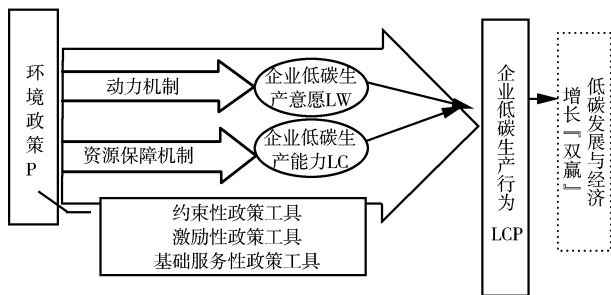 环境政策P
动力机制
企业低碳生
产意愿LW
资源保障机制
企业低碳生
产能力LC
约束性政策工具
激励性政策工具
基础服务性政策工具
企业低碳生产行为
LCP
低碳发展与经济
增长『双赢』